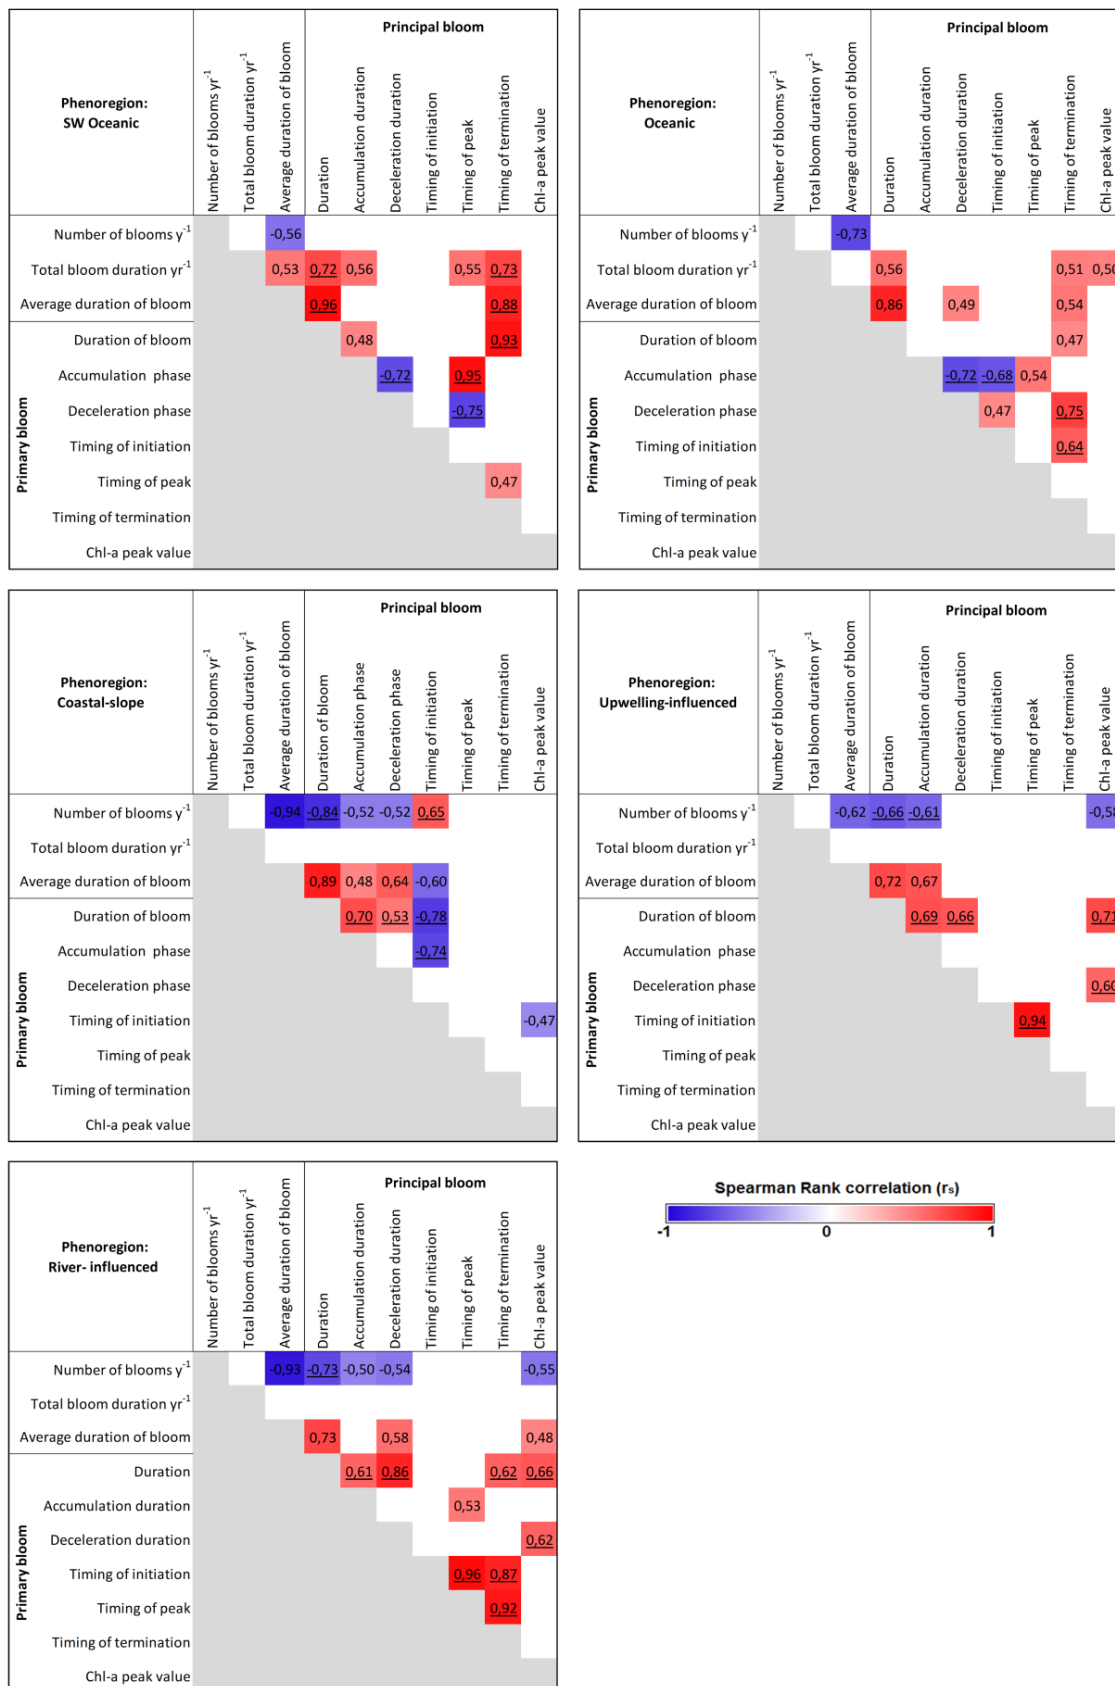 Phenoregion:
SW Oceanic
Principal bloom
Number of blooms yr-1
Total bloom duration yr-1
Average duration of bloom
Duration
Accumulation duration
Deceleration duration
Timing of initiation
Timing of peak
Timing of termination
Chl-a peak value
Number of blooms y-1 -0,56
Total bloom duration yr-1 0,53 0,72 0,56 0,55 0,73
Average duration of bloom 0,96 0,88
Primary bloom
Duration of bloom 0,48 0,93
Accumulation phase -0,72 0,95
Deceleration phase -0,75
Timing of initiation
Timing of peak 0,47
Timing of termination
Chl-a peak value
Phenoregion:
Oceanic
Principal bloom
Number of blooms yr-1
Total bloom duration yr-1
Average duration of bloom
Duration
Accumulation duration
Deceleration duration
Timing of initiation
Timing of peak
Timing of termination
Chl-a peak value
Number of blooms y-1 -0,73
Total bloom duration yr-1 0,56 0,51 0,50
Average duration of bloom 0,86 0,49 0,54
Primary bloom
Duration of bloom 0,47
Accumulation phase -0,72 -0,68 0,54
Deceleration phase 0,47 0,75
Timing of initiation 0,64
Timing of peak
Timing of termination
Chl-a peak value
Phenoregion:
Coastal-slope
Principal bloom
Number of blooms yr-1
Total bloom duration yr-1
Average duration of bloom
Duration of bloom
Accumulation phase
Deceleration phase
Timing of initiation
Timing of peak
Timing of termination
Chl-a peak value
Number of blooms y-1 -0,94 -0,84 -0,52 -0,52 0,65
Total bloom duration yr-1
Average duration of bloom 0,89 0,48 0,64 -0,60
Primary bloom
Duration of bloom 0,70 0,53 -0,78
Accumulation phase -0,74
Deceleration phase
Timing of initiation -0,47
Timing of peak
Timing of termination
Chl-a peak value
Phenoregion:
Upwelling-influenced
Principal bloom
Number of blooms yr-1
Total bloom duration yr-1
Average duration of bloom
Duration
Accumulation duration
Deceleration duration
Timing of initiation
Timing of peak
Timing of termination
Chl-a peak value
Number of blooms y-1 -0,62 -0,66 -0,61 -0,58
Total bloom duration yr-1
Average duration of bloom 0,72 0,67
Primary bloom
Duration of bloom 0,69 0,66 0,71
Accumulation phase
Deceleration phase 0,60
Timing of initiation 0,94
Timing of peak
Timing of termination
Chl-a peak value
Phenoregion:
River- influenced
Principal bloom
Number of blooms yr-1
Total bloom duration yr-1
Average duration of bloom
Duration
Accumulation duration
Deceleration duration
Timing of initiation
Timing of peak
Timing of termination
Chl-a peak value
Number of blooms y-1 -0,93 -0,73 -0,50 -0,54 -0,55
Total bloom duration yr-1
Average duration of bloom 0,73 0,58 0,48
Primary bloom
Duration 0,61 0,86 0,62 0,66
Accumulation duration 0,53
Deceleration duration 0,62
Timing of initiation 0,96 0,87
Timing of peak 0,92
Timing of termination
Chl-a peak value
Spearman Rank correlation (rs)
-1 0 1